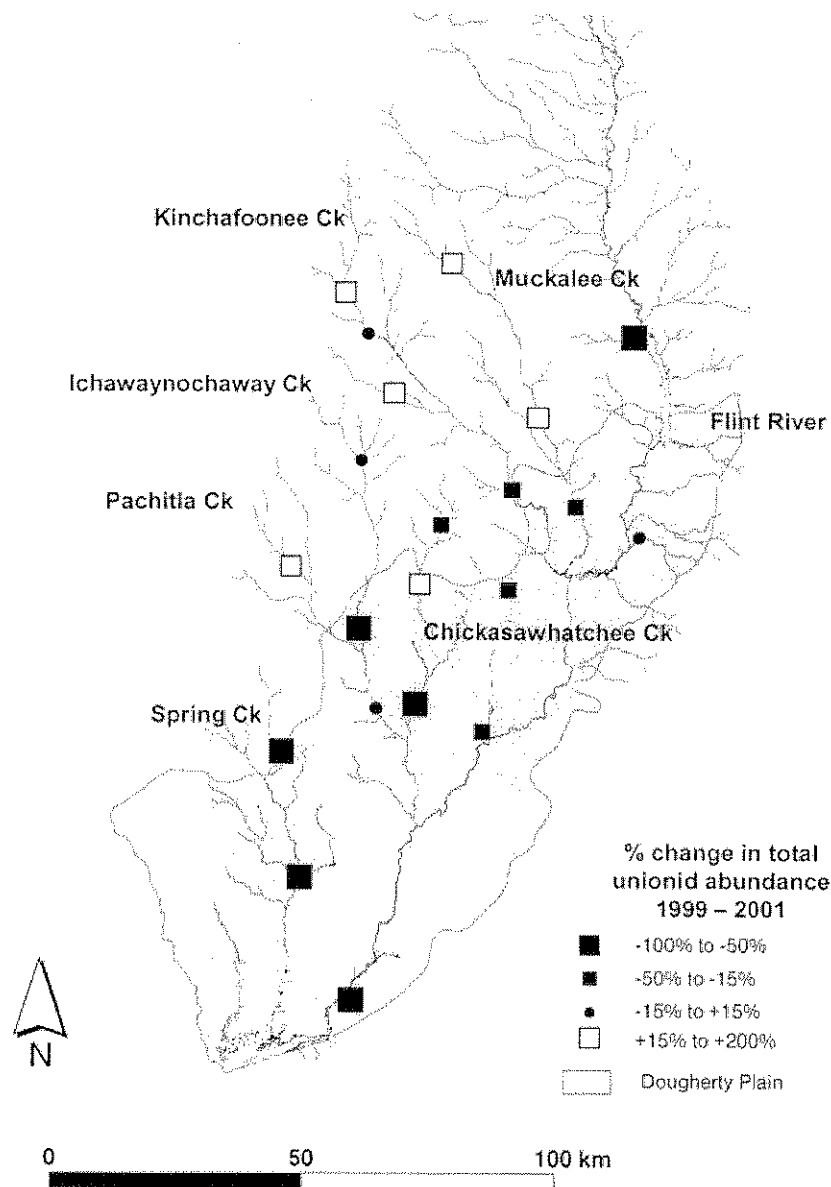 Kinchafoonee Ck
Muckalee Ck
Ichawaynochaway Ck
Flint River
Pachitla Ck
Chickasawhatchee Ck
Spring Ck
% change in total
unionid abundance
1999 – 2001
-100% to -50%
-50% to -15%
-15% to +15%
+15% to +200%
Dougherty Plain
N
0 50 100 km